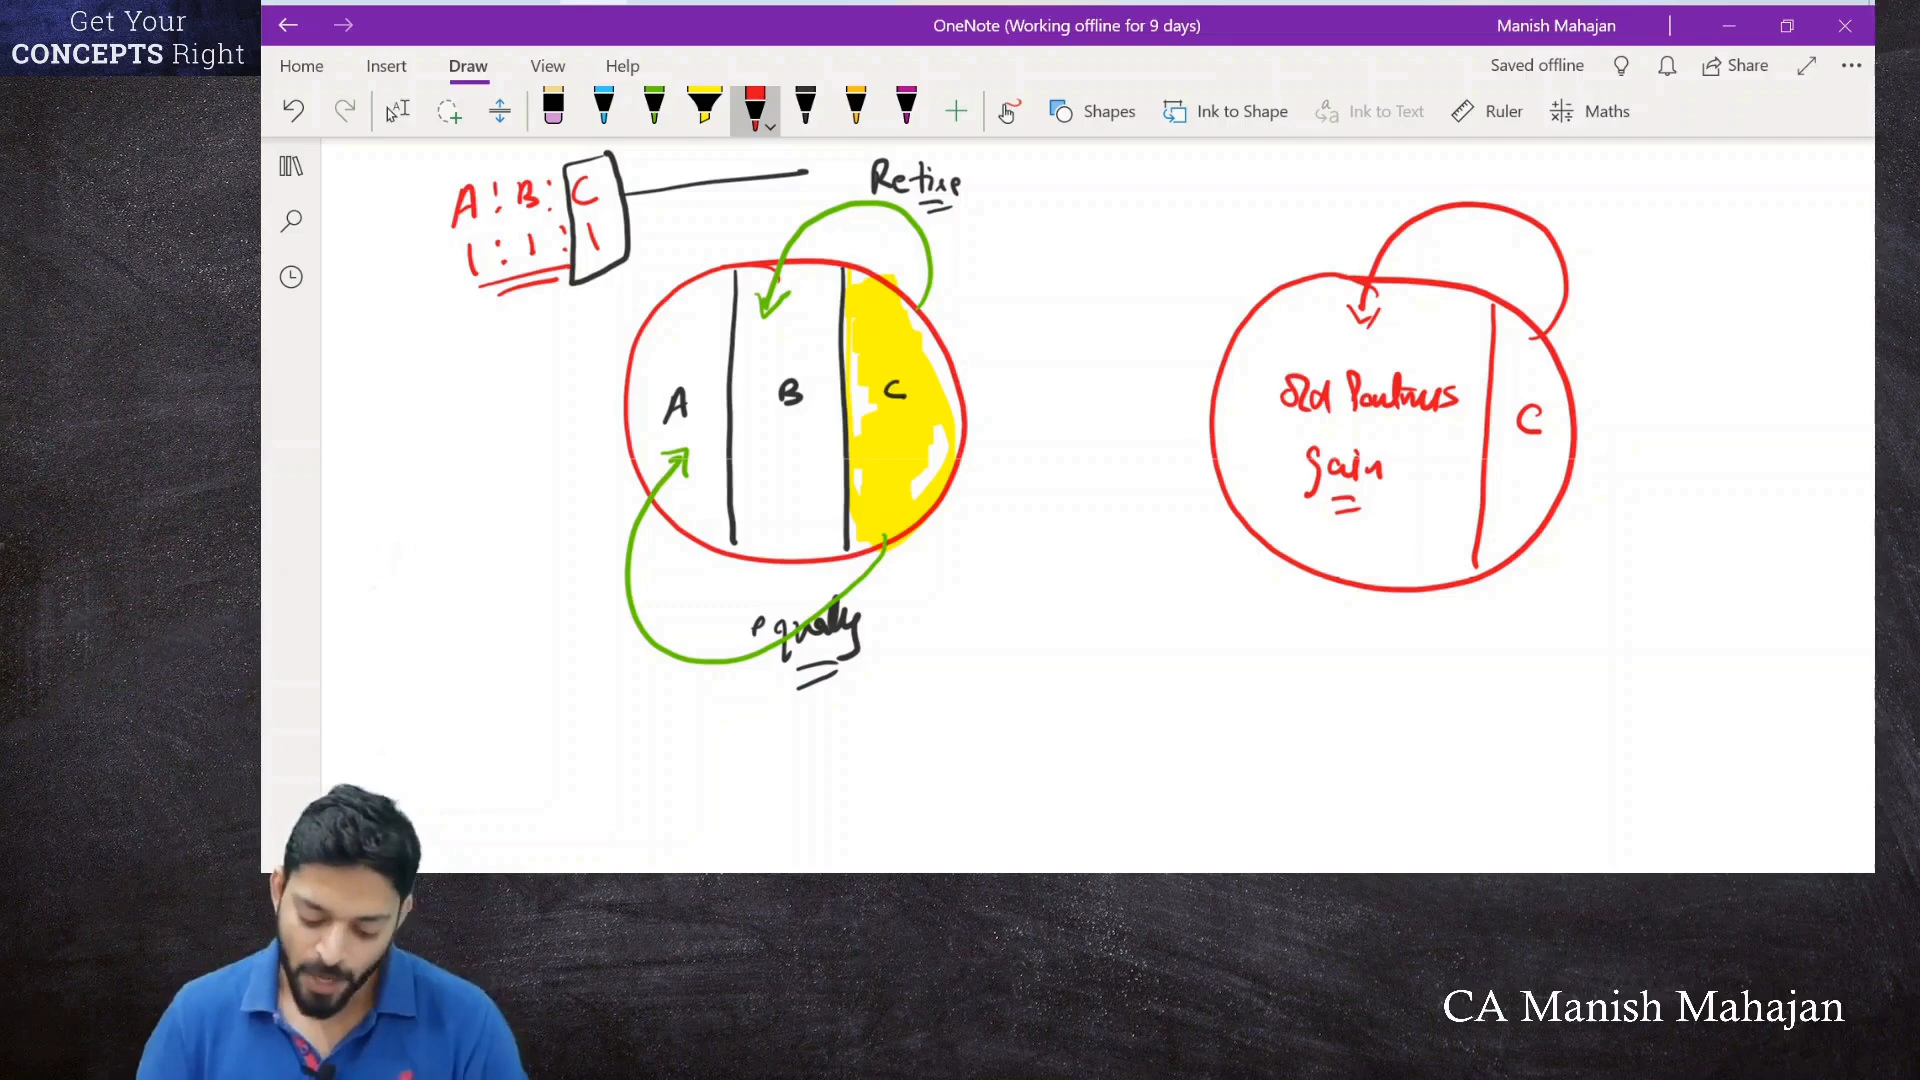 Get Your
CONCEPTS Right
OneNote (Working offline for 9 days)
Manish Mahajan
Home
Insert
Draw
View
Help
Saved offline
Share
Shapes
Ink to Shape
Ink to Text
Ruler
Maths
A : B : C
1 : 1 : 1
Retire
A
B
C
equally
Old Partners
gain
C
CA Manish Mahajan